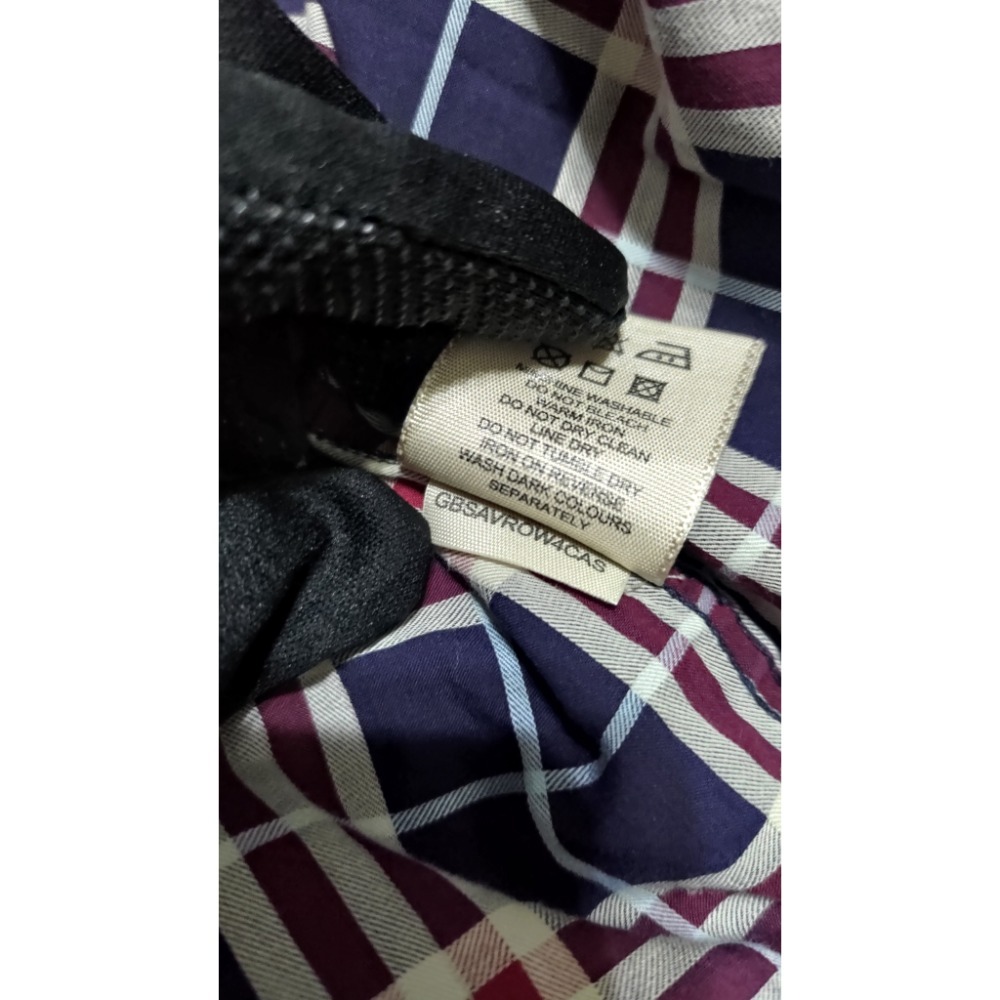 MACHINE WASHABLE
DO NOT BLEACH
WARM IRON
DO NOT DRY CLEAN
LINE DRY
DO NOT TUMBLE DRY
IRON ON REVERSE
WASH DARK COLOURS
SEPARATELY
GBSAVROW4CAS